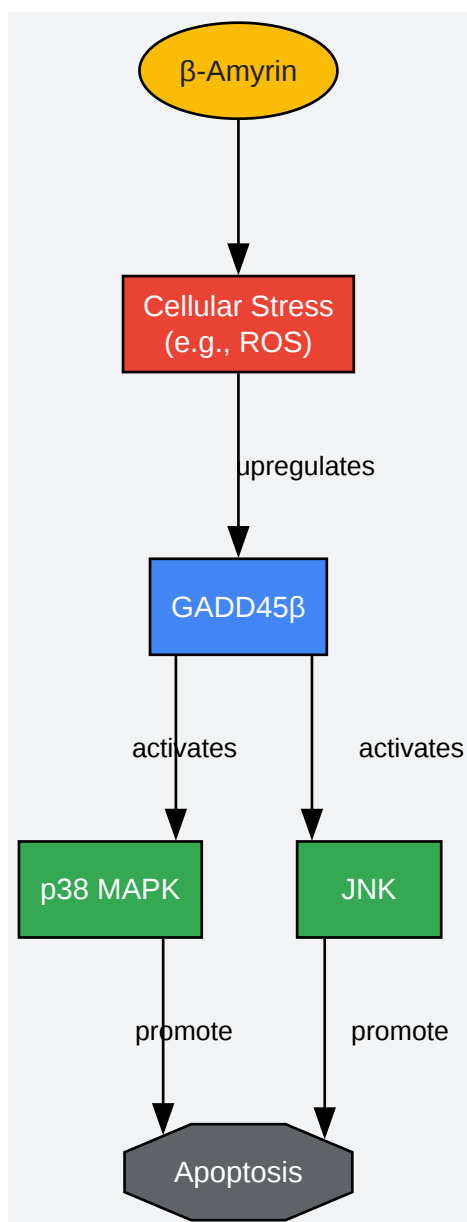 β-Amyrin
Cellular Stress
(e.g., ROS)
upregulates
GADD45β
activates
activates
p38 MAPK
JNK
promote
promote
Apoptosis